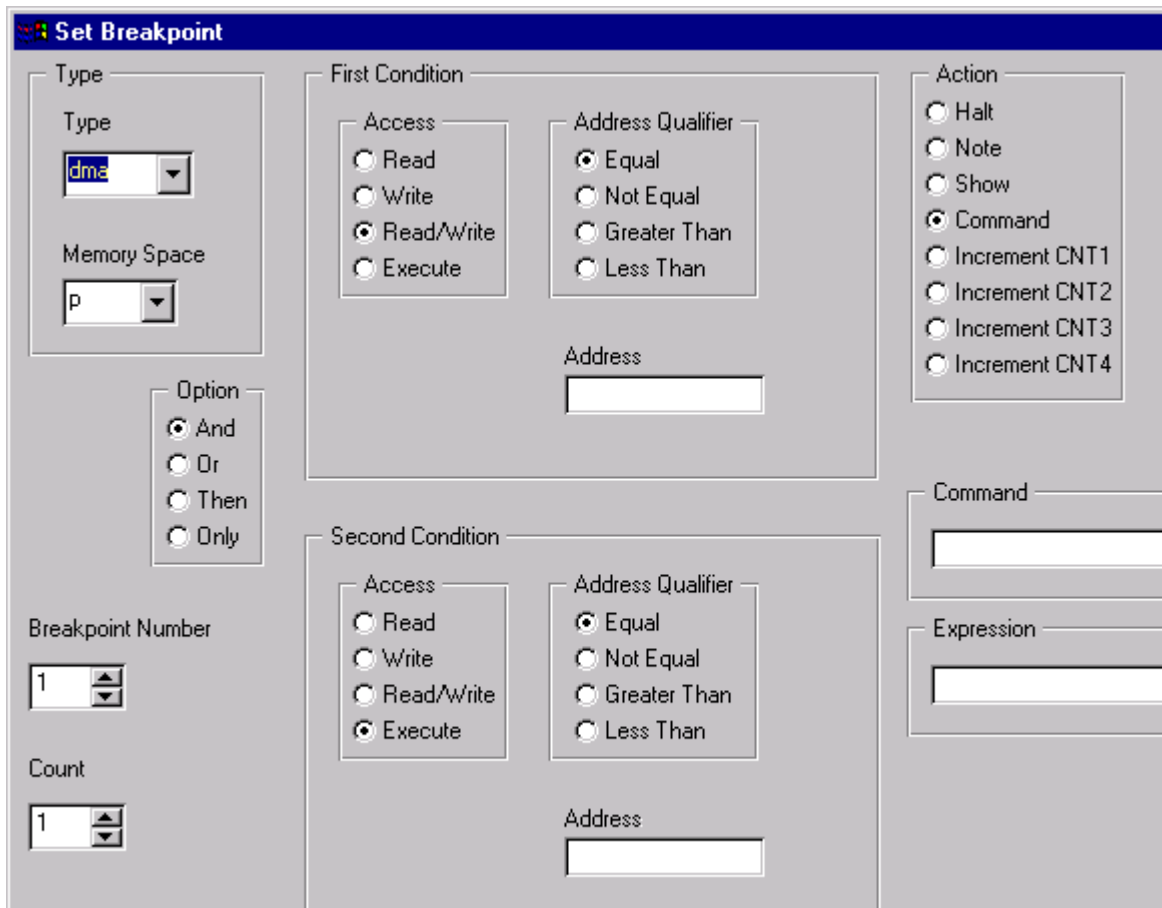 Set Breakpoint
Type
Type
dma
Memory Space
p
Option
And
Or
Then
Only
Breakpoint Number
1
Count
1
First Condition
Access
Read
Write
Read/Write
Execute
Address Qualifier
Equal
Not Equal
Greater Than
Less Than
Address
Second Condition
Access
Read
Write
Read/Write
Execute
Address Qualifier
Equal
Not Equal
Greater Than
Less Than
Address
Action
Halt
Note
Show
Command
Increment CNT1
Increment CNT2
Increment CNT3
Increment CNT4
Command
Expression